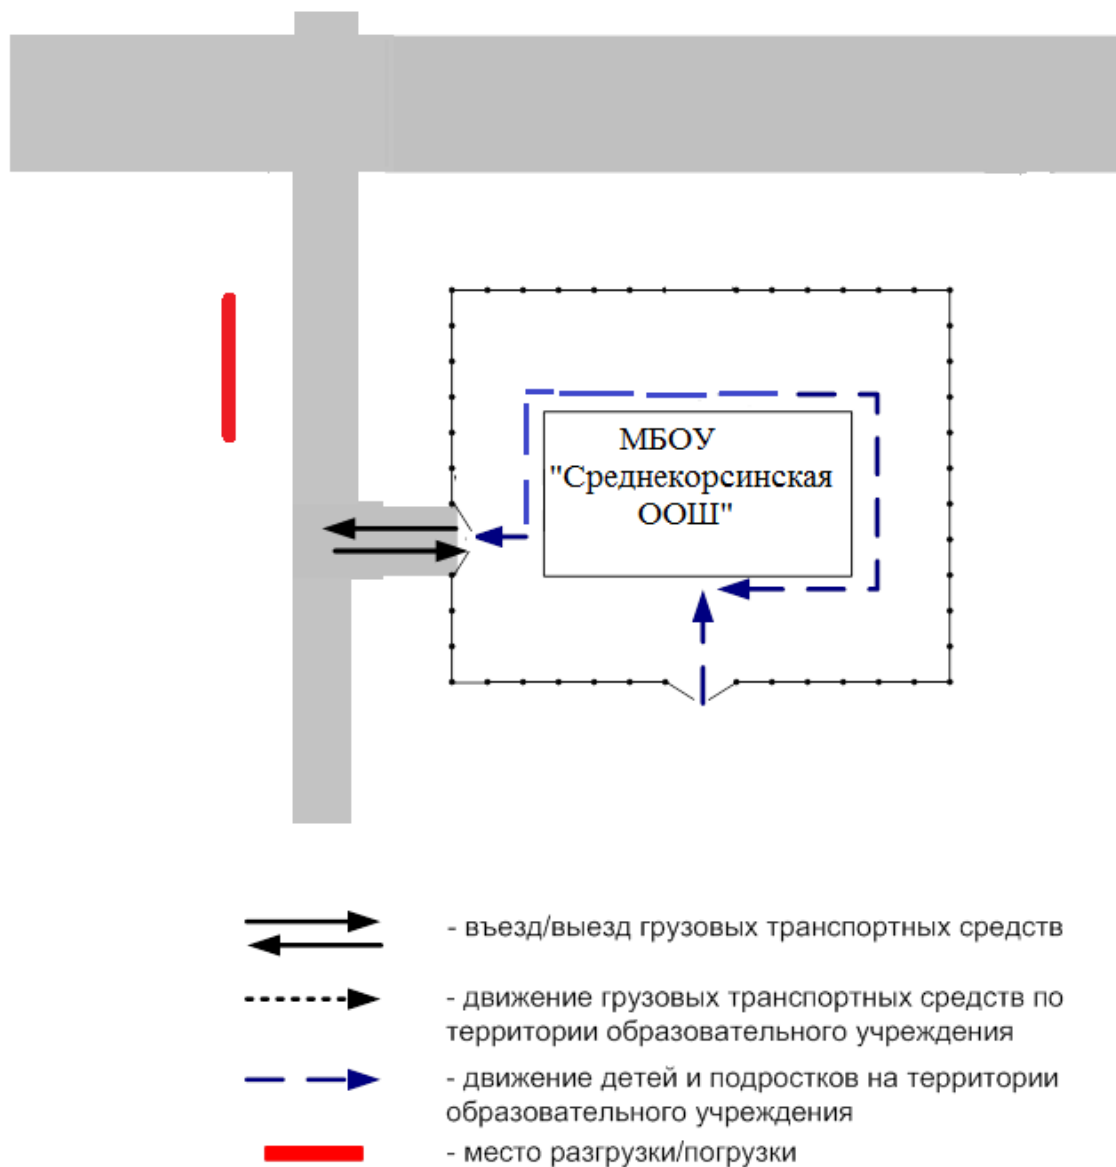 МБОУ
"Среднекорсинская
ООШ"
- въезд/выезд грузовых транспортных средств
- движение грузовых транспортных средств по
территории образовательного учреждения
- движение детей и подростков на территории
образовательного учреждения
- место разгрузки/погрузки